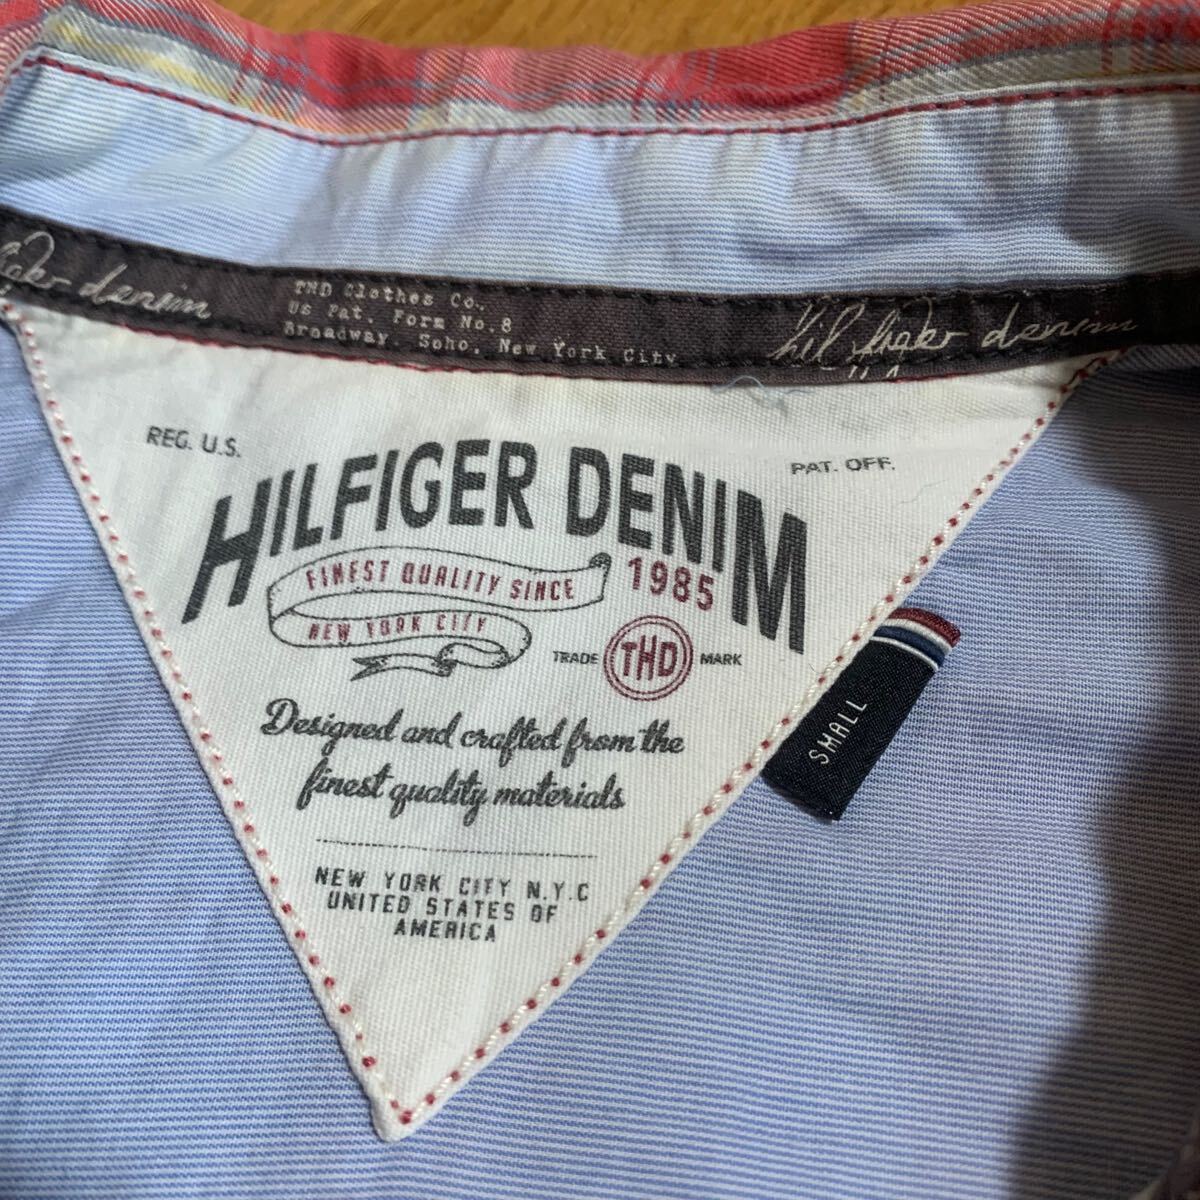 figer denim
THD Clothes Co.,
US Pat. Form No.8
Broadway. Soho. New York City
hilfiger denim
REG. U.S.
PAT. OFF.
HILFIGER DENIM
FINEST QUALITY SINCE
1985
NEW YORK CITY
TRADE THD MARK
Designed and crafted from the
finest quality materials
NEW YORK CITY N.Y.C
UNITED STATES OF
AMERICA
SMALL